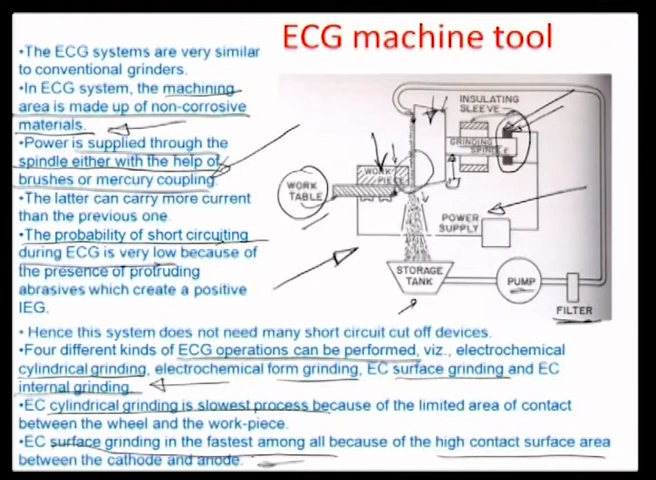 ECG machine tool
•The ECG systems are very similar
to conventional grinders.
•In ECG system, the machining
area is made up of non-corrosive
materials.
•Power is supplied through the
spindle either with the help of
brushes or mercury coupling.
•The latter can carry more current
than the previous one.
•The probability of short circuiting
during ECG is very low because of
the presence of protruding
abrasives which create a positive
IEG.
• Hence this system does not need many short circuit cut off devices.
•Four different kinds of ECG operations can be performed, viz., electrochemical
cylindrical grinding, electrochemical form grinding, EC surface grinding and EC
internal grinding.
•EC cylindrical grinding is slowest process because of the limited area of contact
between the wheel and the work-piece.
•EC surface grinding in the fastest among all because of the high contact surface area
between the cathode and anode.
INSULATING
SLEEVE
GRINDING
SPINDLE
WORK
PIECE
WORK
TABLE
POWER
SUPPLY
STORAGE
TANK
PUMP
FILTER